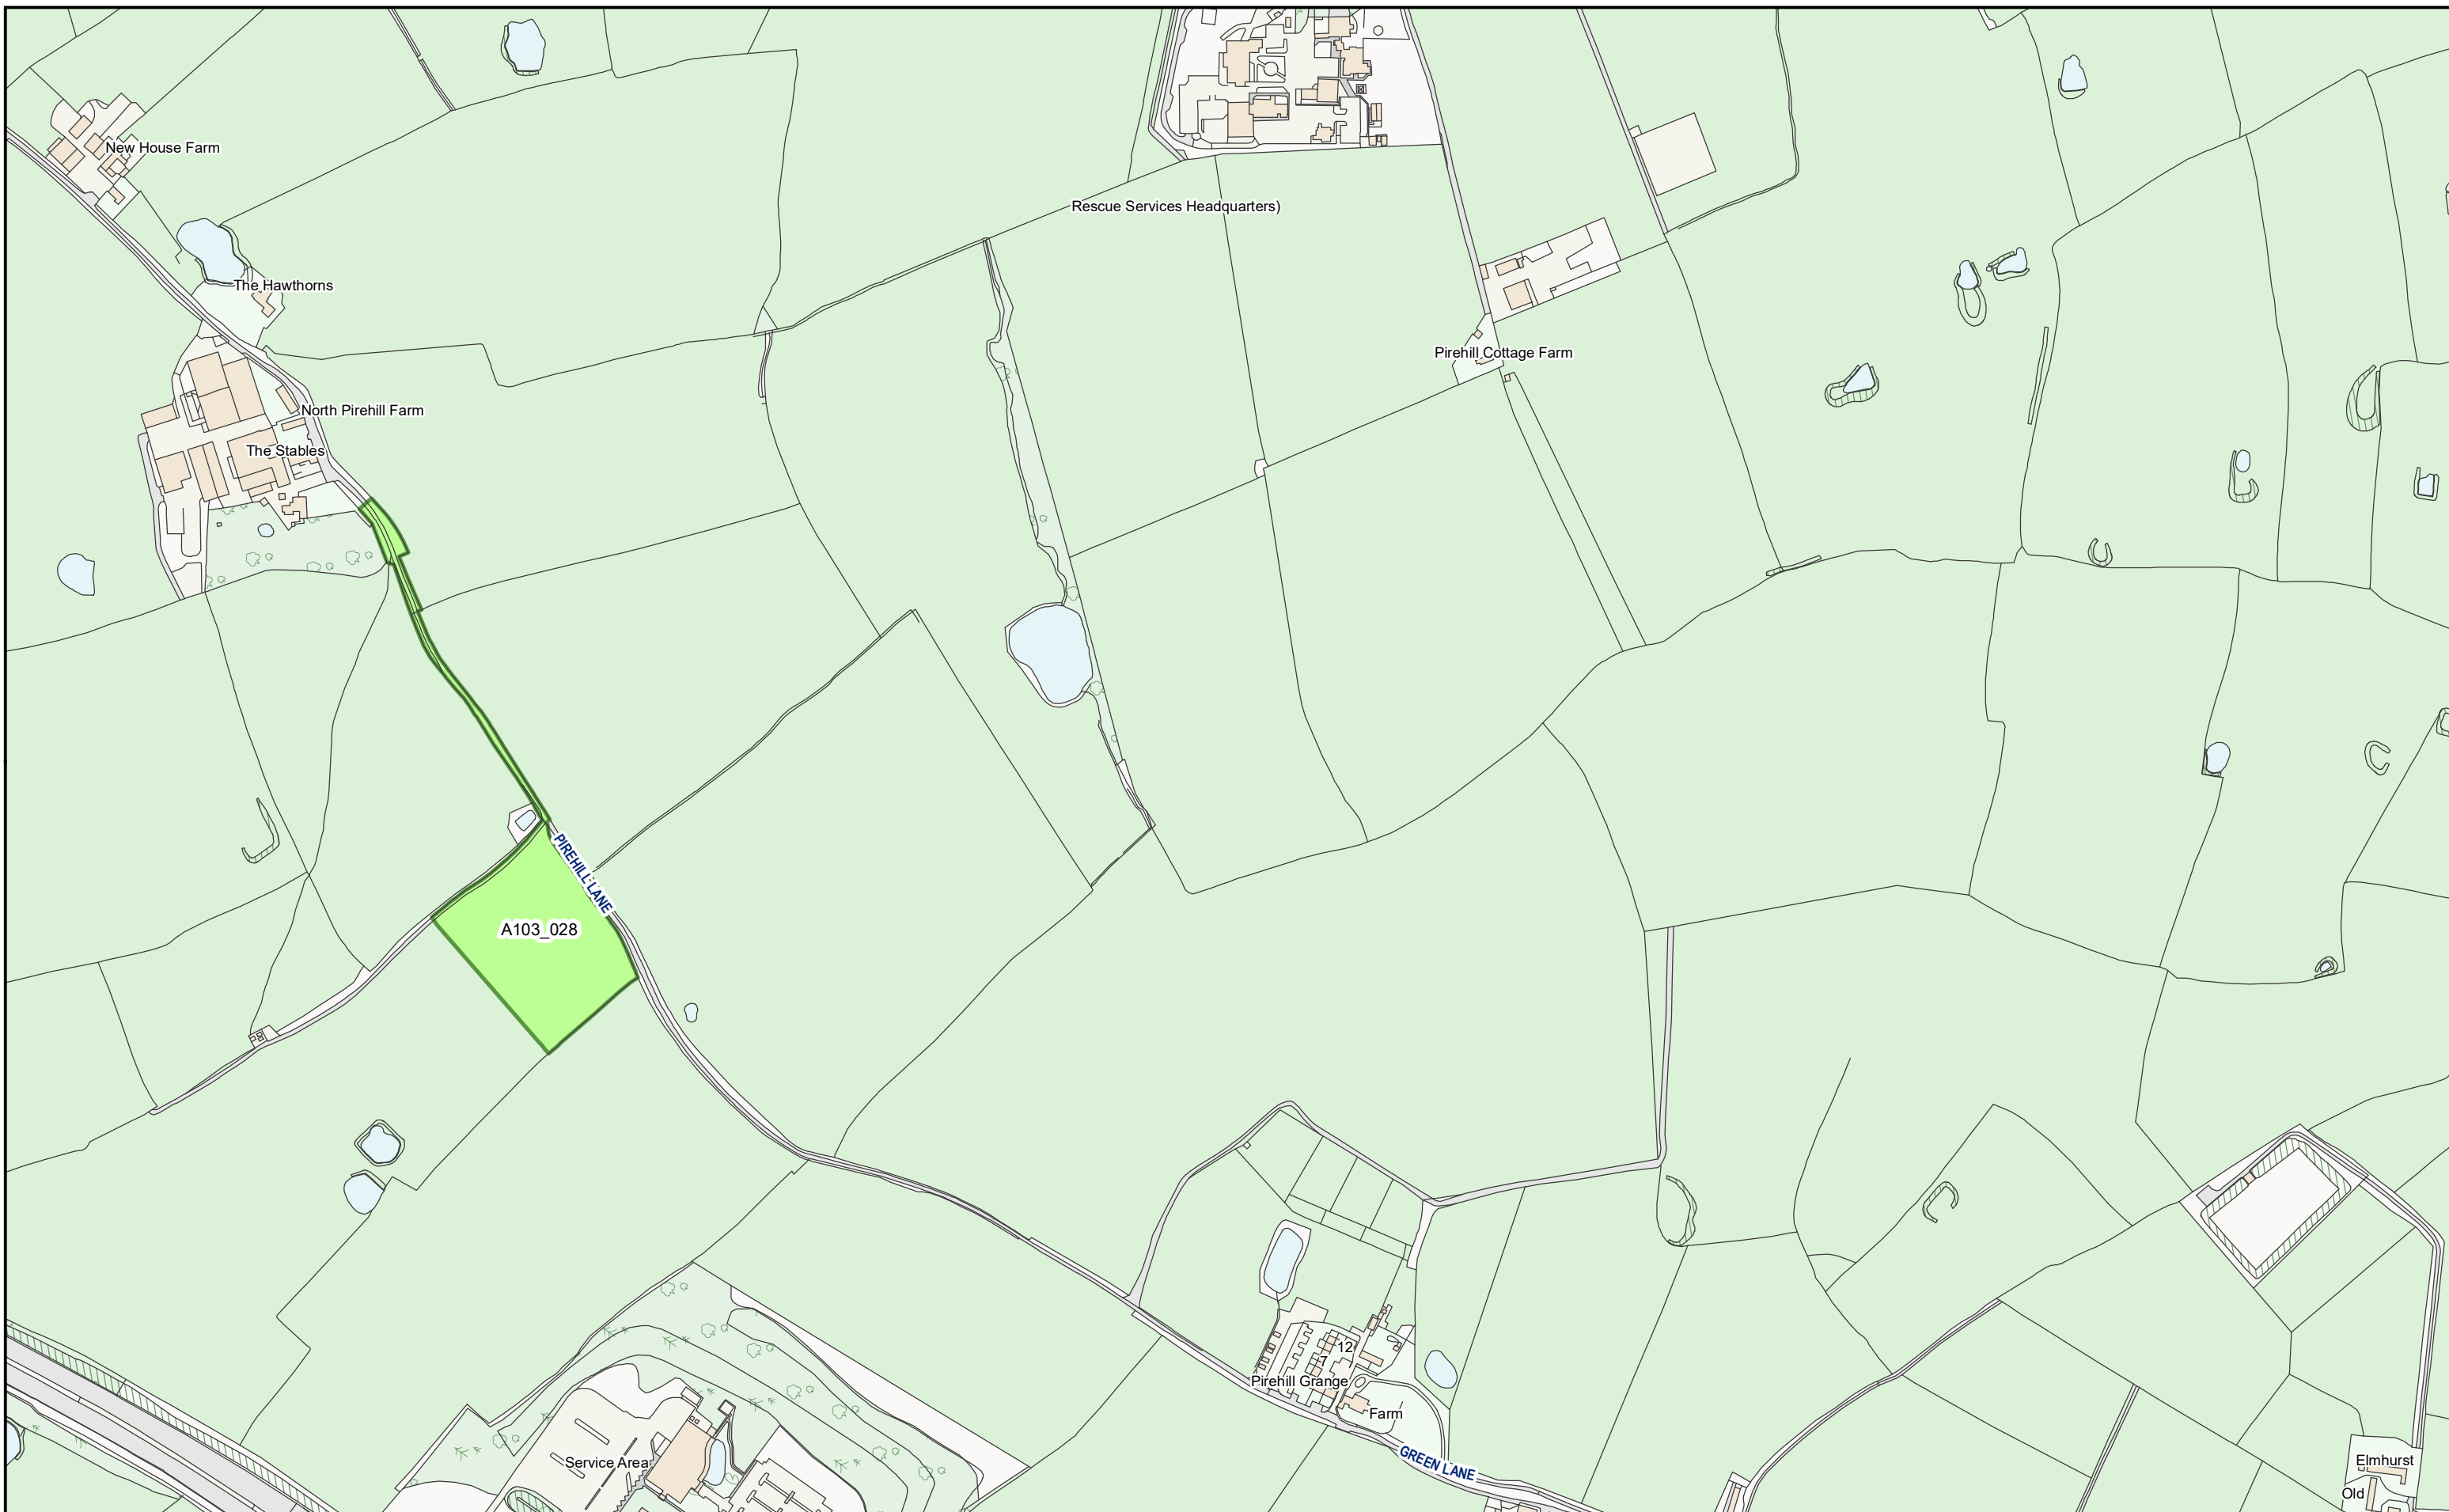 New House Farm
Rescue Services Headquarters)
The Hawthorns
Pirehill Cottage Farm
North Pirehill Farm
The Stables
PIREHILL LANE
A103_028
12
7
Pirehill Grange
Farm
GREEN LANE
Service Area
Elmhurst
Old